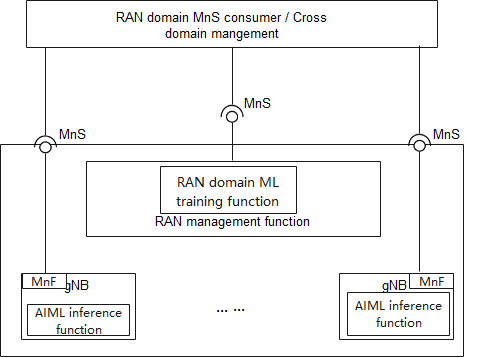 RAN domain MnS consumer / Cross
domain mangement
MnS
MnS
MnS
RAN domain ML
training function
RAN management function
MnF
gNB
AIML inference
function
... ...
gNB
MnF
AIML inference
function